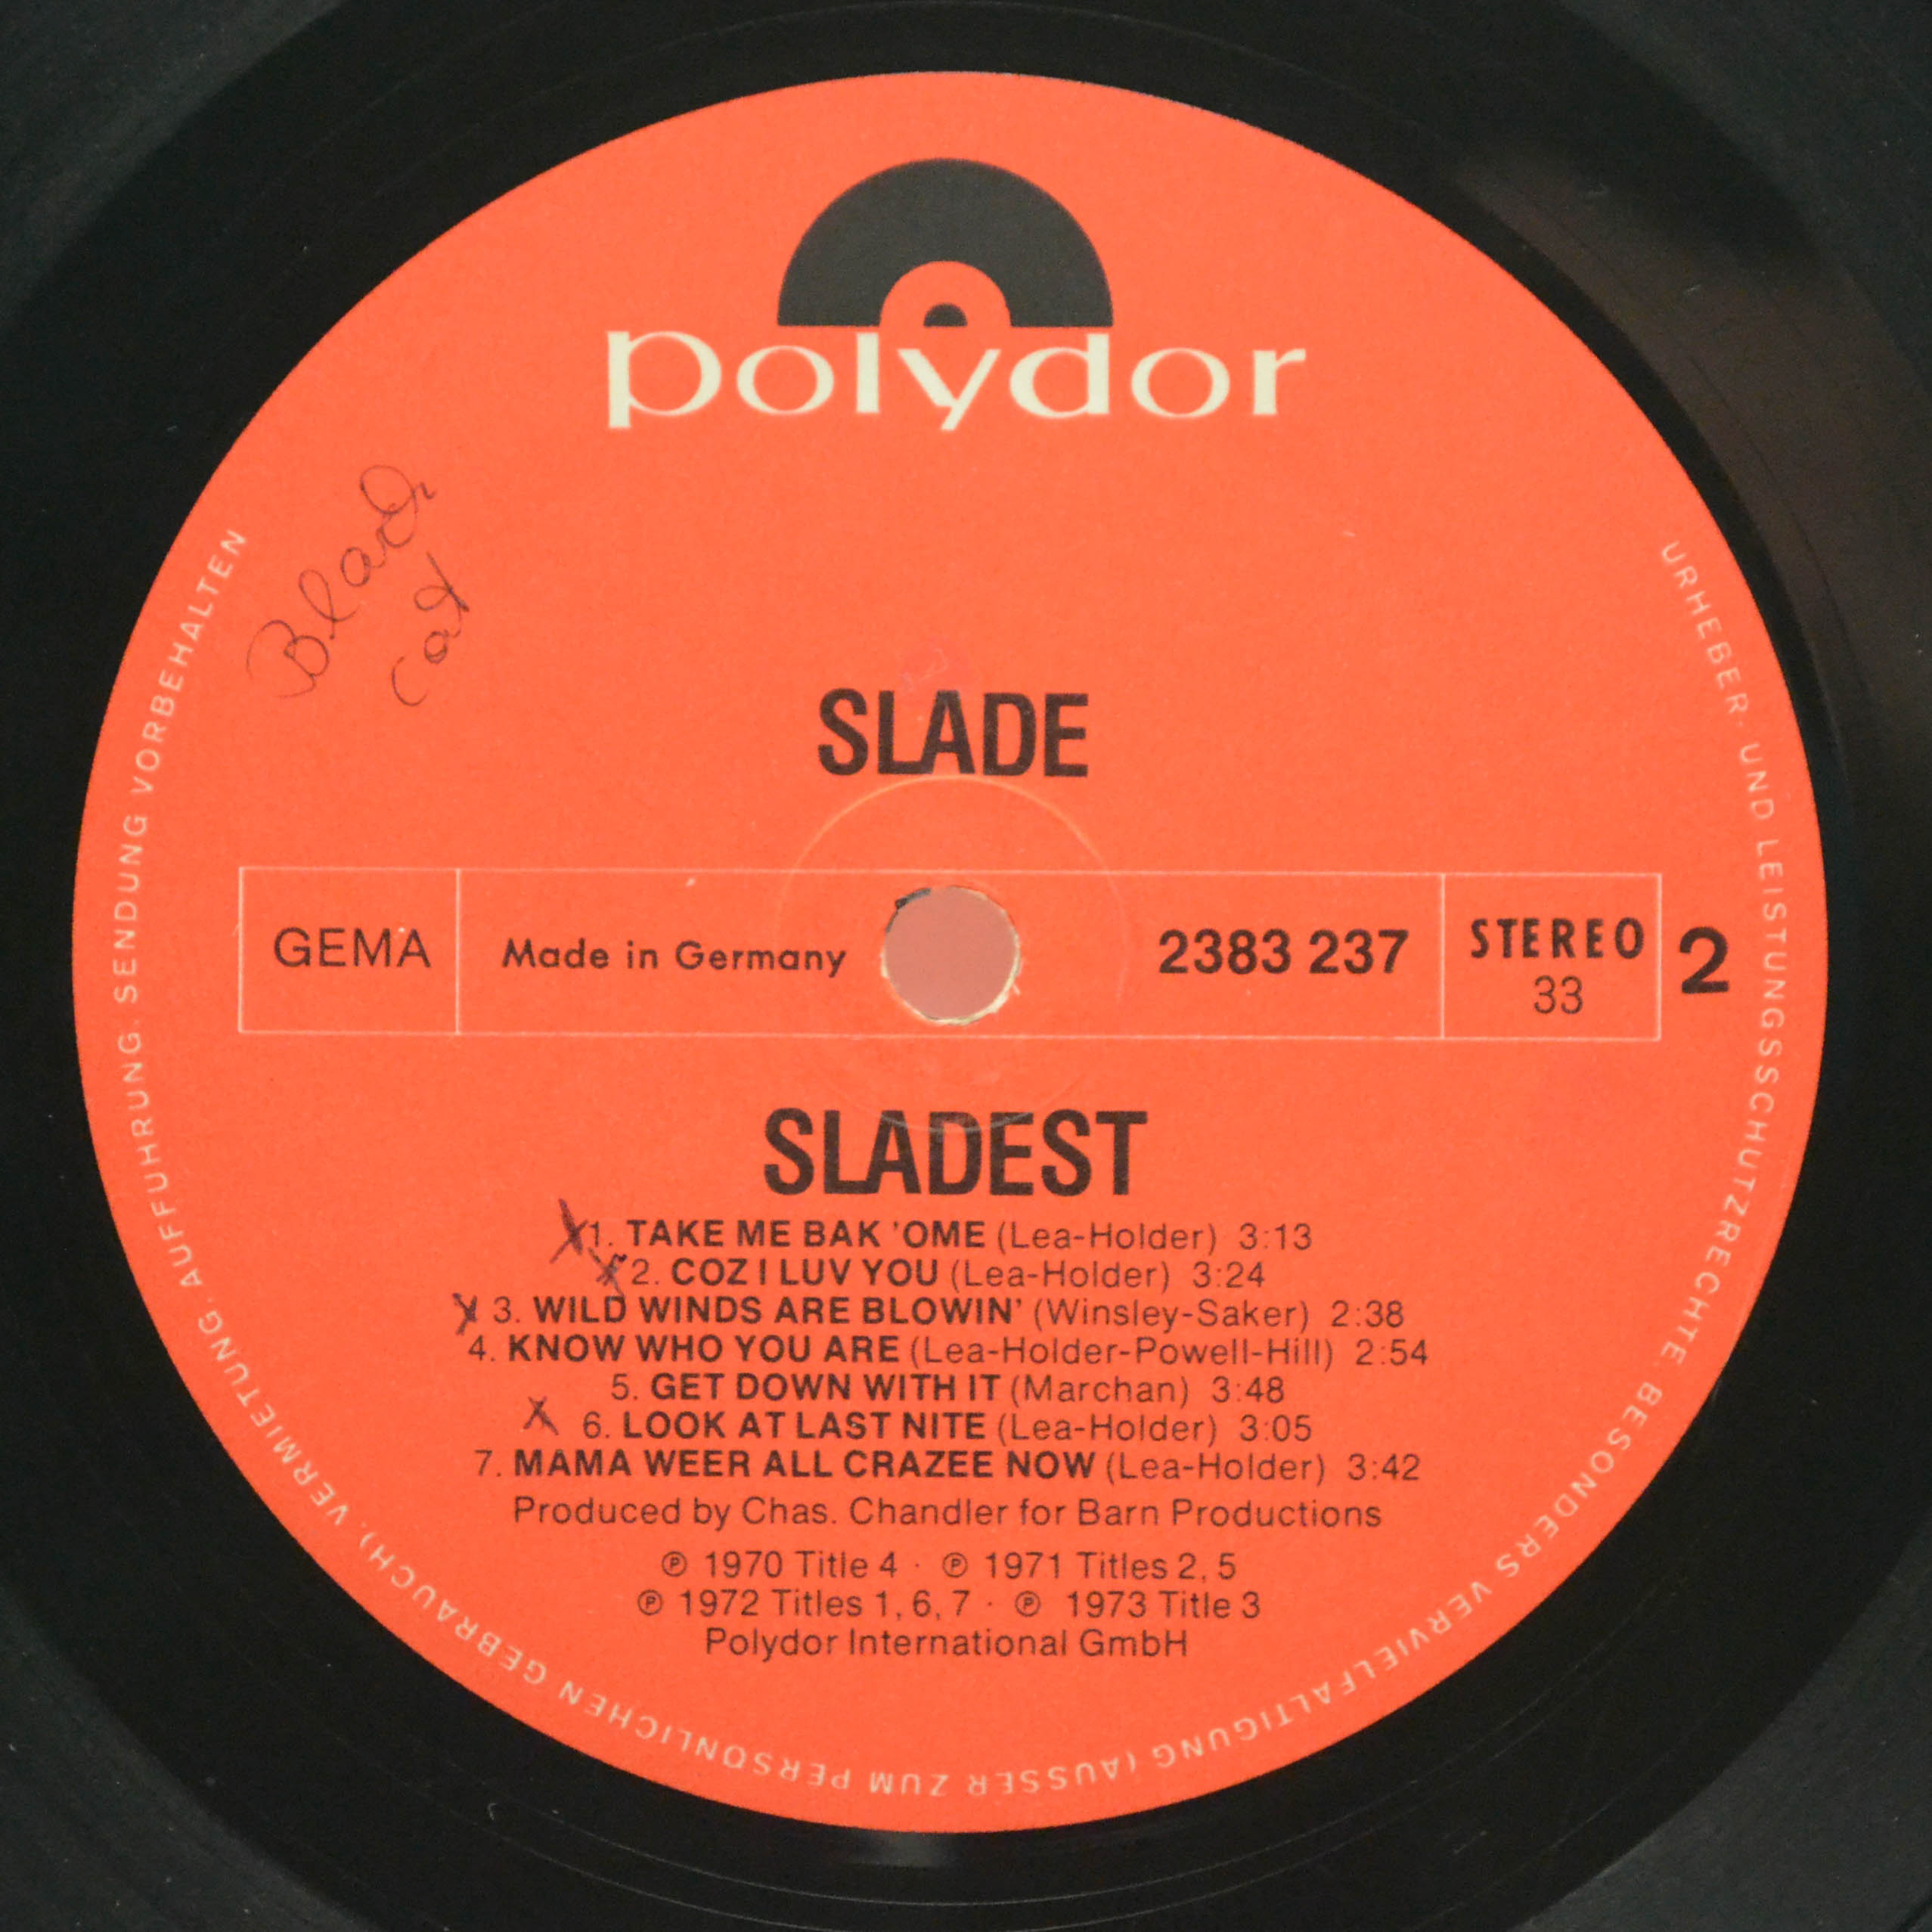 polydor
Black
cat
SLADE
GEMA
Made in Germany
2383 237
STEREO
33
2
SLADEST
X 1. TAKE ME BAK 'OME (Lea-Holder) 3:13
X 2. COZ I LUV YOU (Lea-Holder) 3:24
X 3. WILD WINDS ARE BLOWIN' (Winsley-Saker) 2:38
4. KNOW WHO YOU ARE (Lea-Holder-Powell-Hill) 2:54
5. GET DOWN WITH IT (Marchan) 3:48
X 6. LOOK AT LAST NITE (Lea-Holder) 3:05
7. MAMA WEER ALL CRAZEE NOW (Lea-Holder) 3:42
Produced by Chas. Chandler for Barn Productions
℗ 1970 Title 4 · ℗ 1971 Titles 2, 5
℗ 1972 Titles 1, 6, 7 · ℗ 1973 Title 3
Polydor International GmbH
URHEBER- UND LEISTUNGSSCHUTZRECHTE, BESONDERS VERVIELFÄLTIGUNG (AUSSER ZUM PERSÖNLICHEN GEBRAUCH), VERMIETUNG, AUFFÜHRUNG, SENDUNG VORBEHALTEN